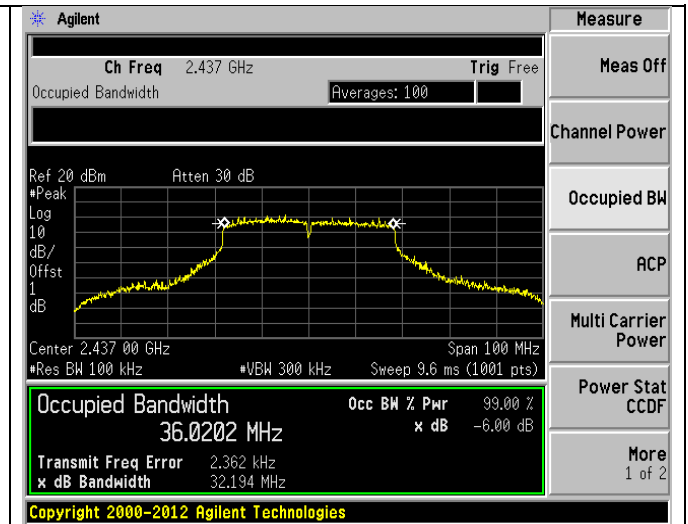 Agilent
Measure
Ch Freq 2.437 GHz Trig Free
Occupied Bandwidth Averages: 100
Meas Off
Channel Power
Occupied BW
ACP
Multi Carrier
Power
Power Stat
CCDF
More
1 of 2
Ref 20 dBm Atten 30 dB
#Peak
Log
10
dB/
Offst
1
dB
Center 2.437 00 GHz Span 100 MHz
#Res BW 100 kHz #VBW 300 kHz Sweep 9.6 ms (1001 pts)
Occupied Bandwidth Occ BW % Pwr 99.00 %
36.0202 MHz x dB -6.00 dB
Transmit Freq Error 2.362 kHz
x dB Bandwidth 32.194 MHz
Copyright 2000-2012 Agilent Technologies